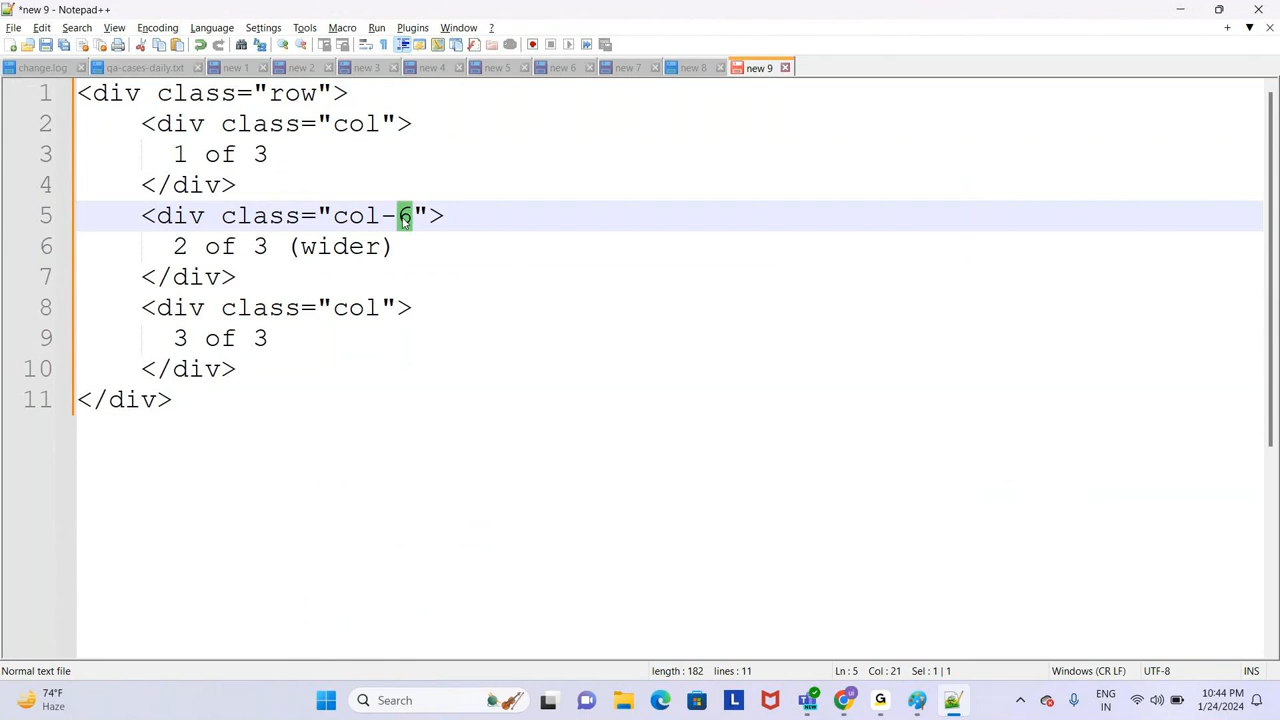 *new 9 - Notepad++
File Edit Search View Encoding Language Settings Tools Macro Run Plugins Window ?
change.log qa-cases-daily.txt new 1 new 2 new 3 new 4 new 5 new 6 new 7 new 8 new 9
1 <div class="row">
2 <div class="col">
3 1 of 3
4 </div>
5 <div class="col-6">
6 2 of 3 (wider)
7 </div>
8 <div class="col">
9 3 of 3
10 </div>
11 </div>
Normal text file length : 182 lines : 11 Ln : 5 Col : 21 Sel : 1 | 1 Windows (CR LF) UTF-8 INS
74°F
Haze
Search
ENG
IN
10:44 PM
1/24/2024